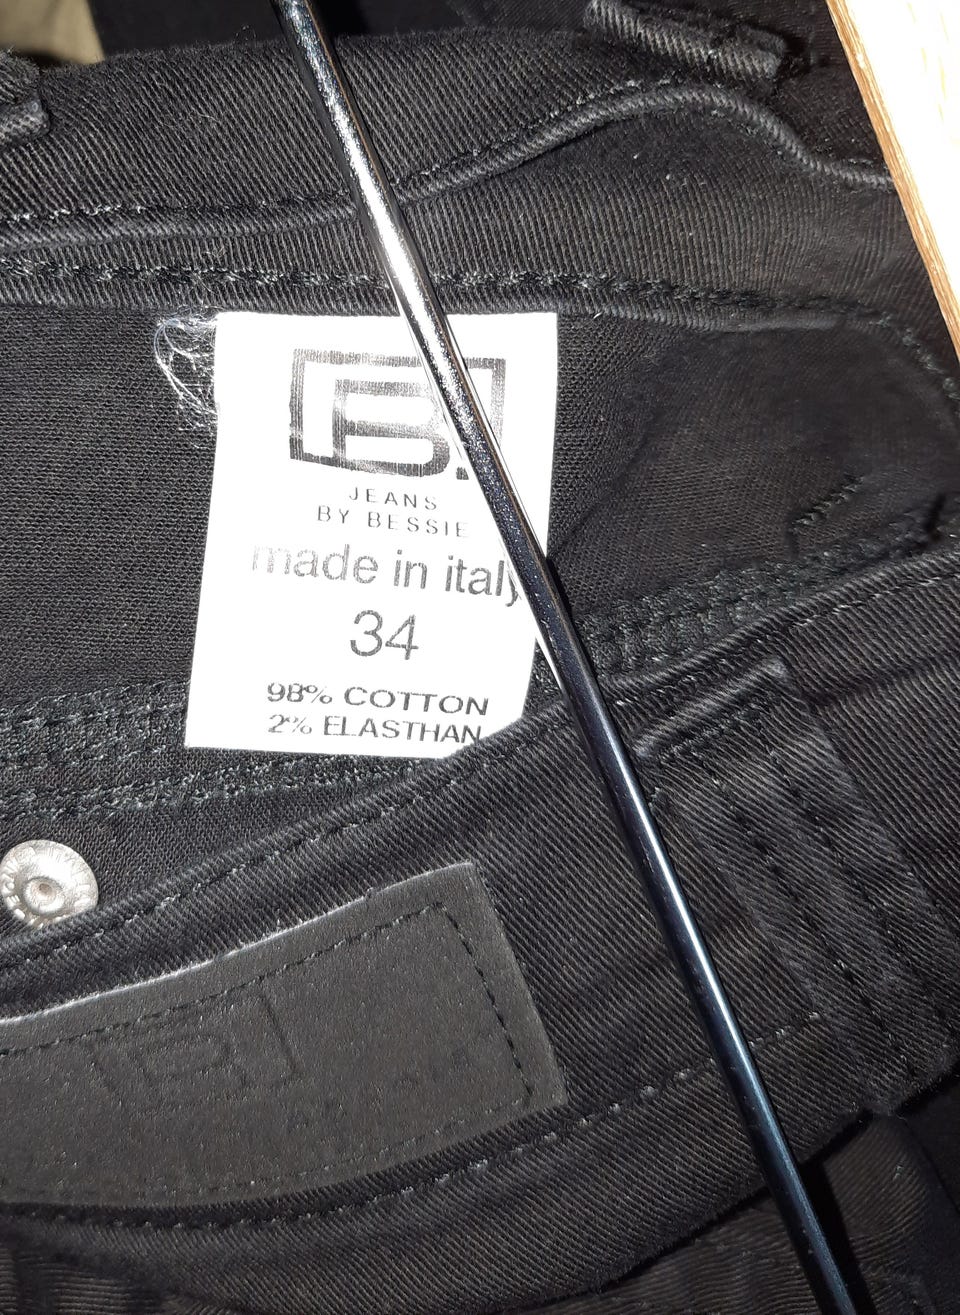 B.
JEANS
BY BESSIE
made in italy
34
98% COTTON
2% ELASTHAN